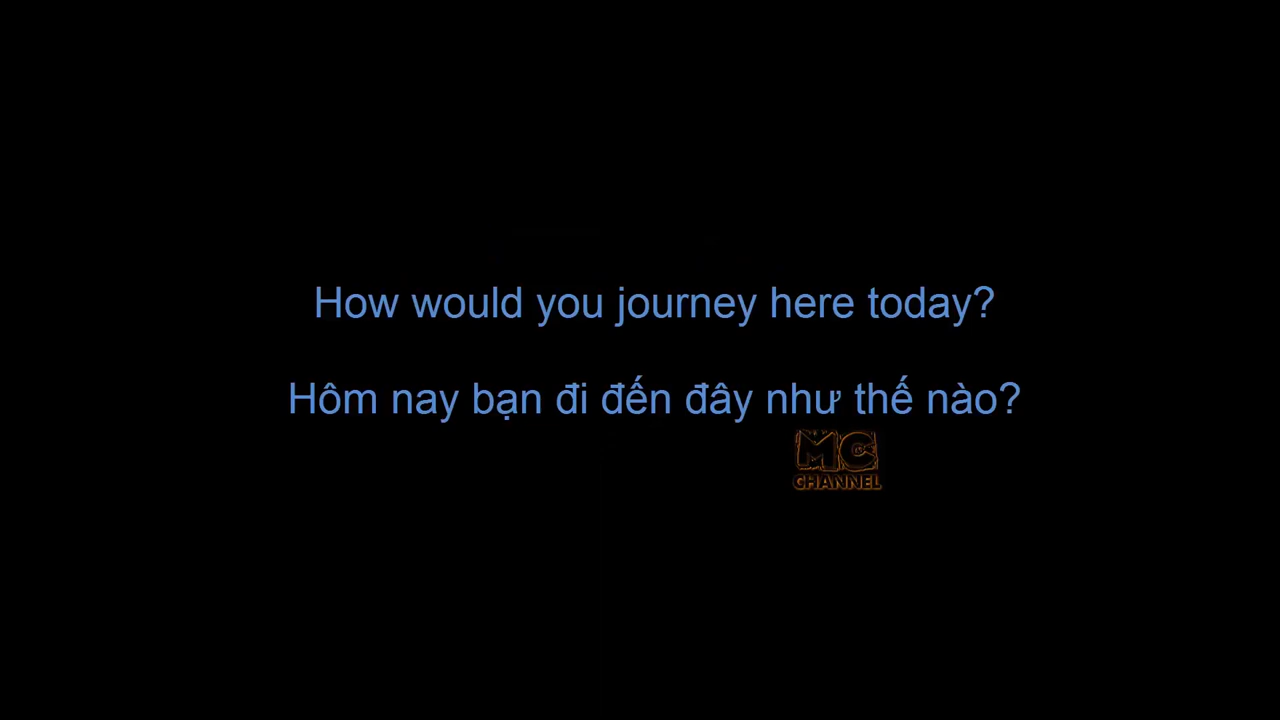 How would you journey here today?
Hôm nay bạn đi đến đây như thế nào?
MC
CHANNEL